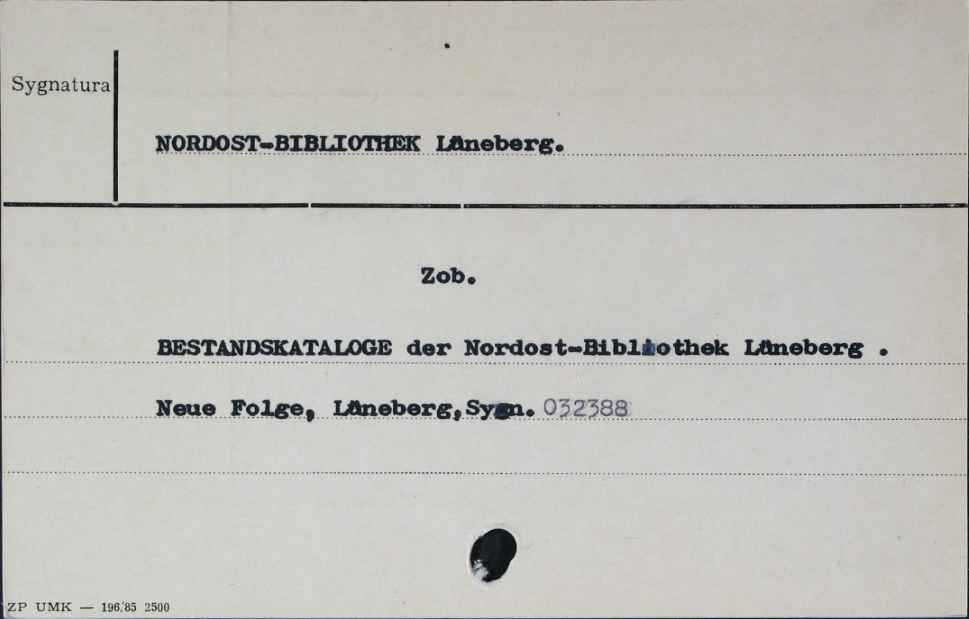 Sygnatura
NORDOST-BIBLIOTHEK Lüneberg.
Zob.
BESTANDSKATALOGE der Nordost-Bibliothek Lüneberg .
Neue Folge, Lüneberg,Sygn. 032388
ZP UMK — 196/85 2500